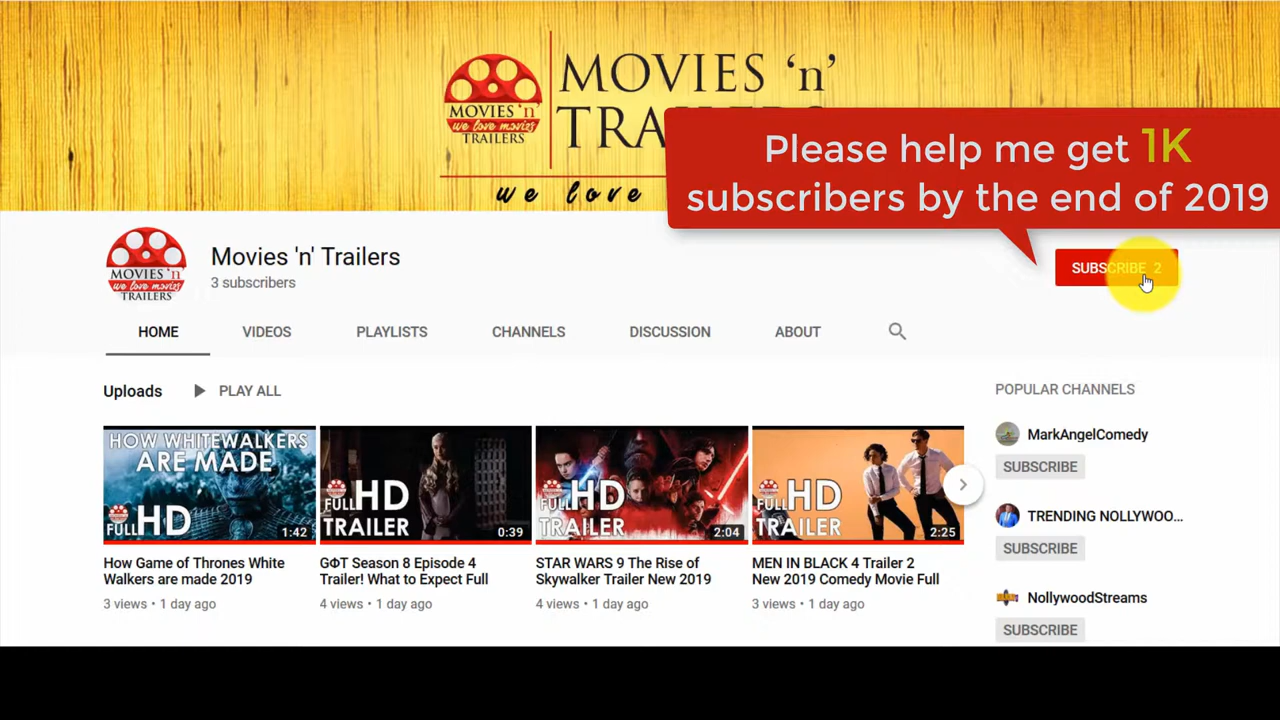 MOVIES 'n'
we love movizs
TRAILERS
MOVIES ‘n’
TRA
we love
Please help me get 1K
subscribers by the end of 2019
MOVIES 'n'
we love movizs
TRAILERS
Movies 'n' Trailers
3 subscribers
SUBSCRIBE 2
HOME VIDEOS PLAYLISTS CHANNELS DISCUSSION ABOUT
Uploads PLAY ALL
POPULAR CHANNELS
HOW WHITEWALKERS
ARE MADE
FULL HD
1:42
FULL HD
TRAILER
0:39
FULL HD
TRAILER
2:04
FULL HD
TRAILER
2:25
How Game of Thrones White
Walkers are made 2019
3 views • 1 day ago
GФT Season 8 Episode 4
Trailer! What to Expect Full
4 views • 1 day ago
STAR WARS 9 The Rise of
Skywalker Trailer New 2019
4 views • 1 day ago
MEN IN BLACK 4 Trailer 2
New 2019 Comedy Movie Full
3 views • 1 day ago
MarkAngelComedy
SUBSCRIBE
TRENDING NOLLYWOO...
SUBSCRIBE
NollywoodStreams
SUBSCRIBE